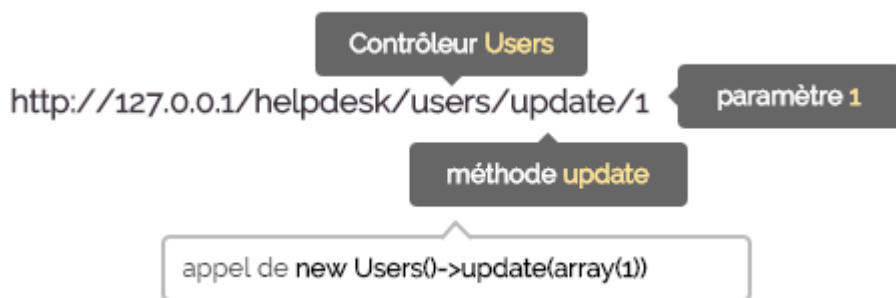 Contrôleur Users
http://127.0.0.1/helpdesk/users/update/1
paramètre 1
méthode update
appel de new Users()->update(array(1))